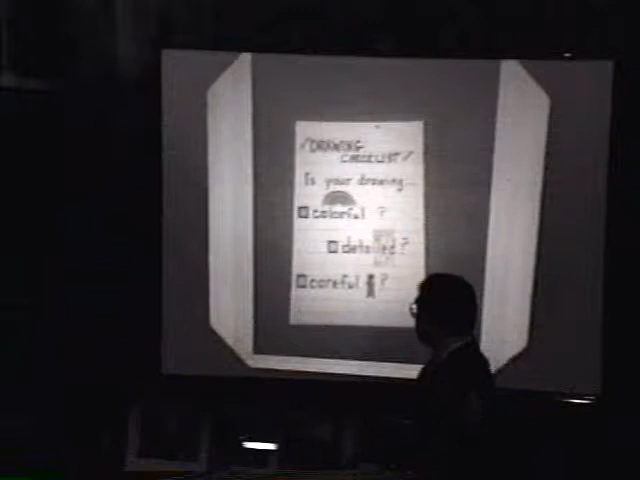 DRAWING
CHECKLIST
Is your drawing...
colorful ?
detailed ?
careful ?